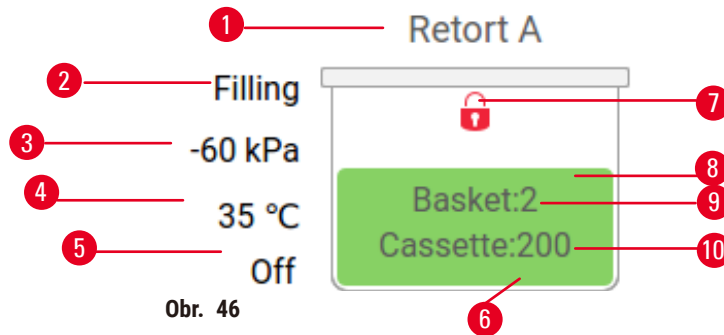 1 Retort A
2 Filling
7
3 -60 kPa
8
4 35 °C
Basket:2 9
5 Off
Cassette:200 10
Obr. 46
6